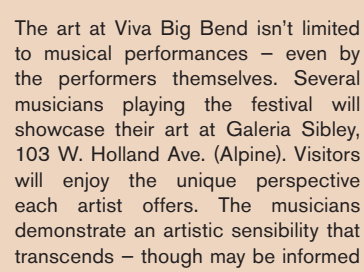 The art at Viva Big Bend isn’t limited
to musical performances – even by
the performers themselves. Several
musicians playing the festival will
showcase their art at Galeria Sibley,
103 W. Holland Ave. (Alpine). Visitors
will enjoy the unique perspective
each artist offers. The musicians
demonstrate an artistic sensibility that
transcends – though may be informed